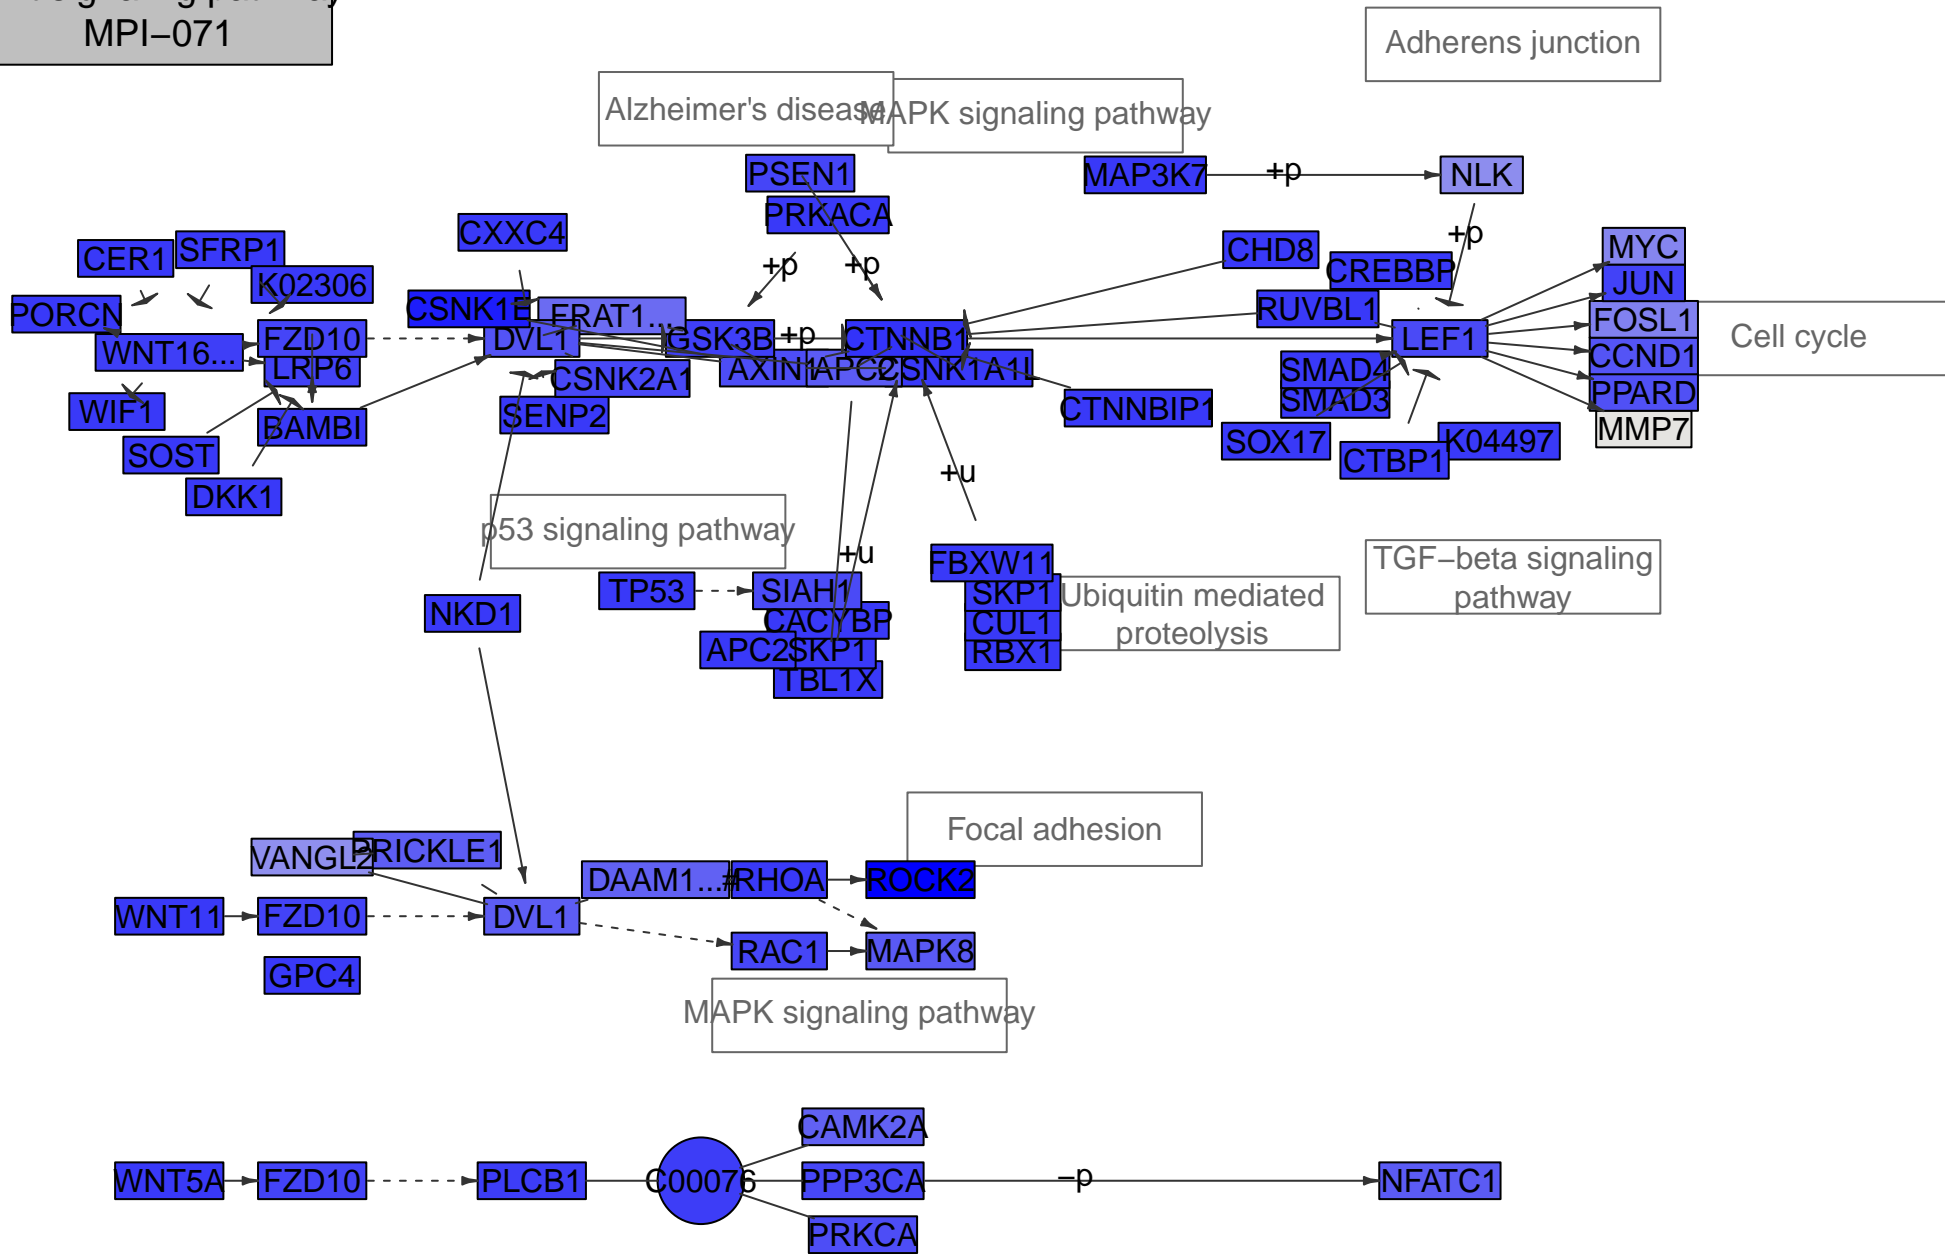 signaling pathway
MPI−071
Adherens junction
Alzheimer's disease
MAPK signaling pathway
PSEN1
MAP3K7
+p
NLK
PRKACA
CXXC4
+p
CER1
SFRP1
CHD8
MYC
K02306
+p
+p
CREBBP
JUN
PORCN
CSNK1E
FRAT1...
RUVBL1
FOSL1
WNT16...
FZD10
DVL1
GSK3B
+p
CTNNB1
LEF1
Cell cycle
LRP6
AXIN1
APC2
CSNK1A1L
SMAD4
CCND1
CSNK2A1
PPARD
WIF1
SENP2
CTNNBIP1
SMAD3
BAMBI
MMP7
SOST
SOX17
CTBP1
K04497
DKK1
+u
p53 signaling pathway
+u
FBXW11
TGF−beta signaling
pathway
TP53
SIAH1
SKP1
Ubiquitin mediated
proteolysis
NKD1
CACYBP
CUL1
APC2
SKP1
RBX1
TBL1X
Focal adhesion
VANGL2
PRICKLE1
DAAM1...
#
RHOA
ROCK2
WNT11
FZD10
DVL1
RAC1
MAPK8
GPC4
MAPK signaling pathway
CAMK2A
WNT5A
FZD10
PLCB1
C00076
PPP3CA
−p
NFATC1
PRKCA